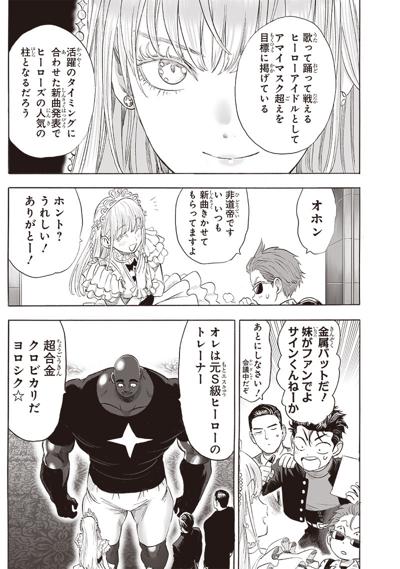 歌って踊って戦える
ヒーローアイドルとして
アマイマスク超えを
目標に掲げている
活躍のタイミングに
合わせた新曲発表で
ヒーローズの人気の
柱となるだろう
オホン
非道帝です
い、いつも
新曲きかせて
もらってますよ
ホント?
うれしい!
ありがとー!
金属バットだ!
妹がファンでよ
サインくんねーか
あとにしなさい!
会議中だぞ
オレは元S級ヒーローの
トレーナー
超合金
クロビカリだ
ヨロシク☆